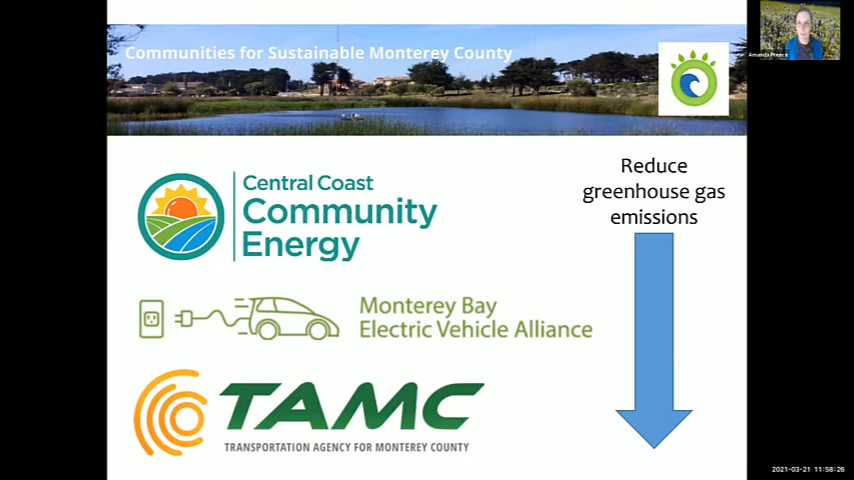 Communities for Sustainable Monterey County
Amanda Preece
Reduce
greenhouse gas
emissions
Central Coast
Community
Energy
Monterey Bay
Electric Vehicle Alliance
TAMC
TRANSPORTATION AGENCY FOR MONTEREY COUNTY
2021-03-21 11:58:26